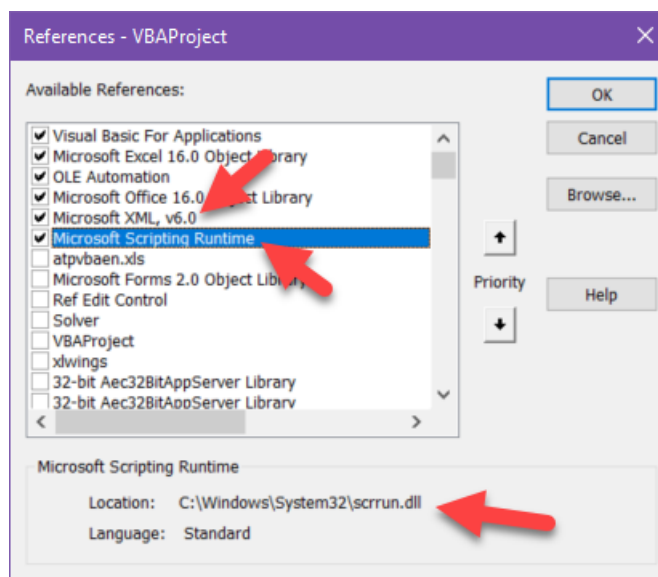 References - VBAProject
Available References:
OK
Visual Basic For Applications
Cancel
Microsoft Excel 16.0 Object Library
OLE Automation
Microsoft Office 16.0 Object Library
Browse...
Microsoft XML, v6.0
Microsoft Scripting Runtime
atpvbaen.xls
Microsoft Forms 2.0 Object Library
Priority
Ref Edit Control
Help
Solver
VBAProject
xlwings
32-bit Aec32BitAppServer Library
32-bit Aec32BitAppServer Library
Microsoft Scripting Runtime
Location: C:\Windows\System32\scrrun.dll
Language: Standard